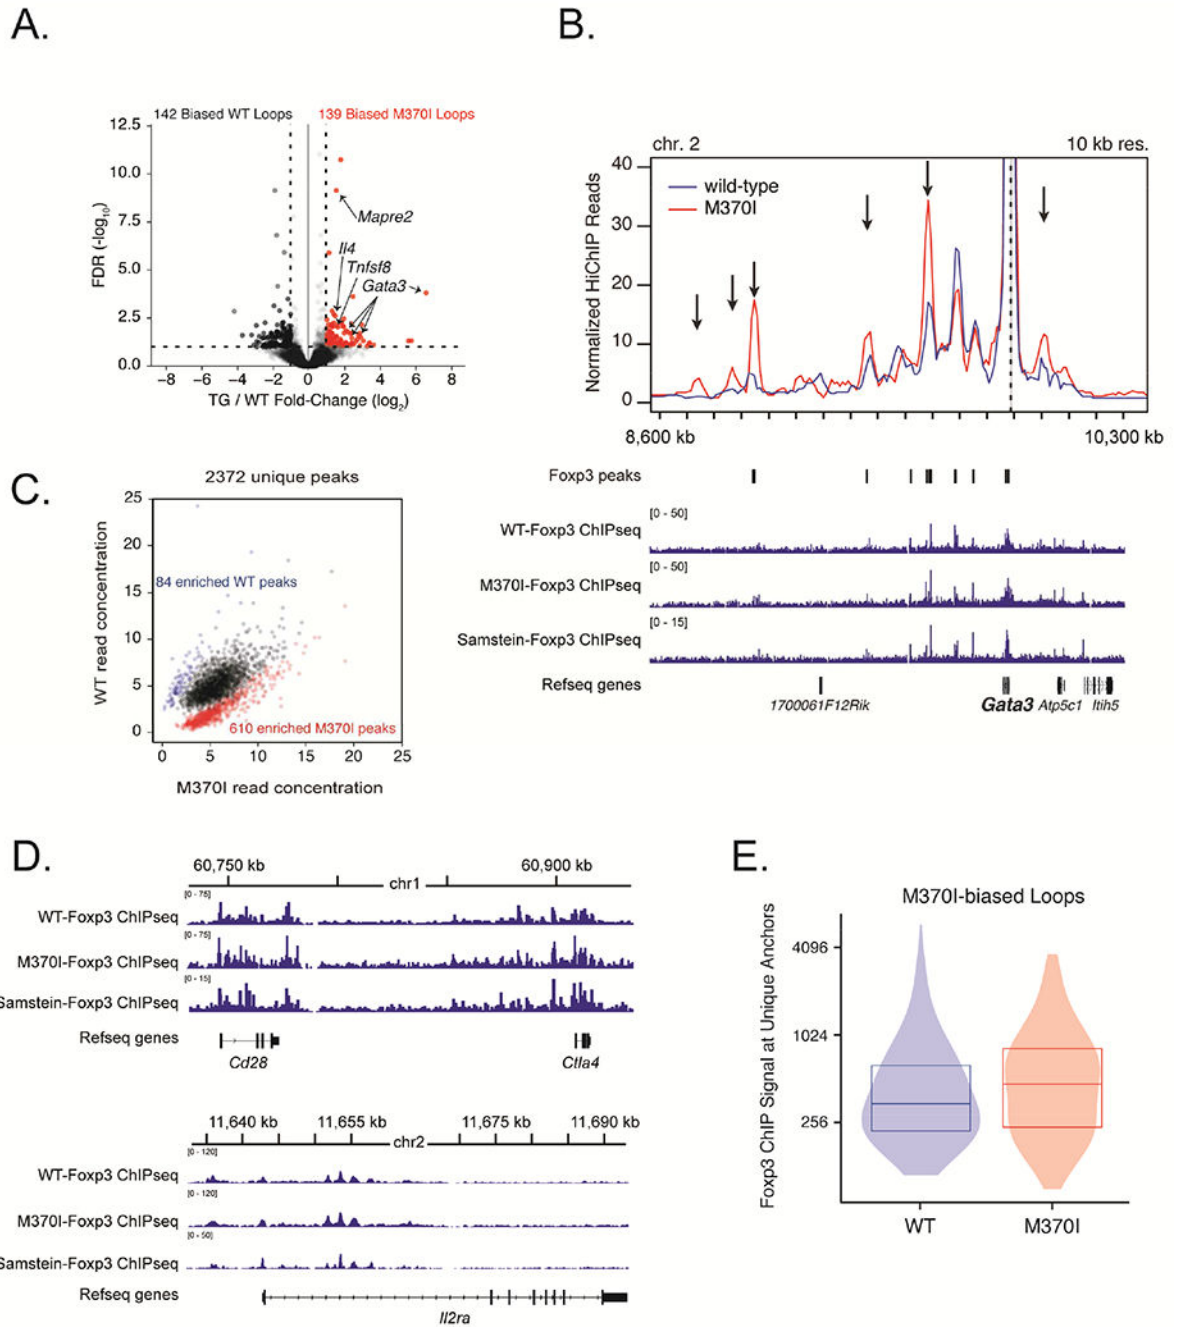 A.
142 Biased WT Loops 139 Biased M370I Loops
12.5
10.0
7.5
5.0
2.5
0.0
FDR (-log10)
Mapre2
Il4
Tnfsf8
Gata3
−8 −6 −4 −2 0 2 4 6 8
TG / WT Fold-Change (log2)
B.
chr. 2 10 kb res.
40
30
20
10
0
Normalized HiChIP Reads
wild-type
M370I
8,600 kb 10,300 kb
Foxp3 peaks
[0 - 50]
WT-Foxp3 ChIPseq
[0 - 50]
M370I-Foxp3 ChIPseq
[0 - 15]
Samstein-Foxp3 ChIPseq
Refseq genes
1700061F12Rik Gata3 Atp5c1 Itih5
C.
2372 unique peaks
25
20
15
10
5
0
WT read concentration
84 enriched WT peaks
610 enriched M370I peaks
0 5 10 15 20 25
M370I read concentration
D.
60,750 kb 60,900 kb
chr1
[0 - 75]
WT-Foxp3 ChIPseq
[0 - 75]
M370I-Foxp3 ChIPseq
[0 - 15]
Samstein-Foxp3 ChIPseq
Refseq genes
Cd28 Ctla4
11,640 kb 11,655 kb 11,675 kb 11,690 kb
chr2
[0 - 120]
WT-Foxp3 ChIPseq
[0 - 120]
M370I-Foxp3 ChIPseq
[0 - 50]
Samstein-Foxp3 ChIPseq
Refseq genes
Il2ra
E.
M370I-biased Loops
4096
1024
256
Foxp3 ChIP Signal at Unique Anchors
WT M370I